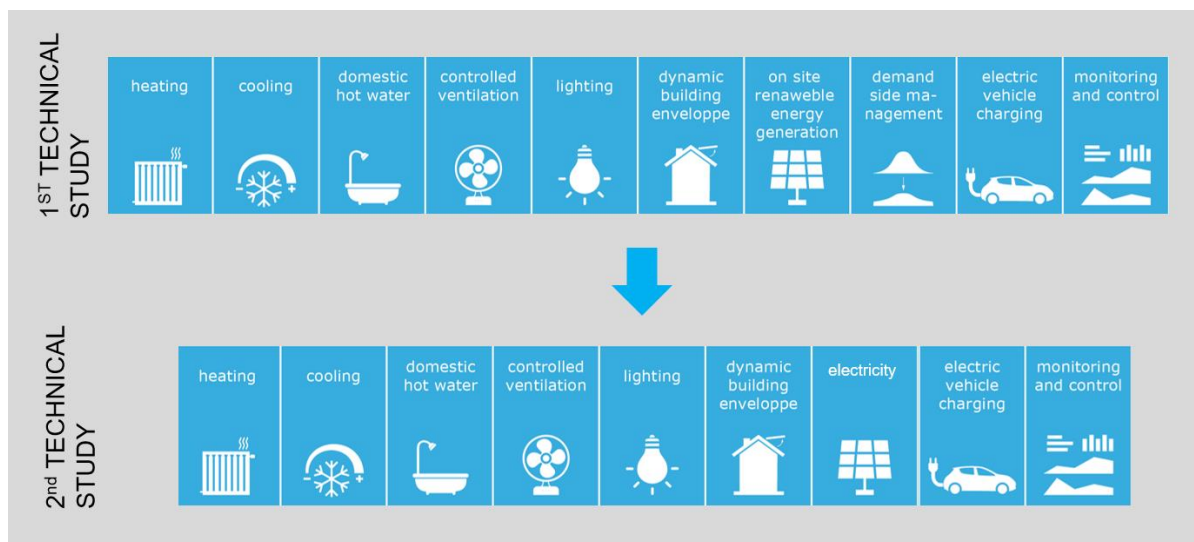 1ST TECHNICAL
STUDY
heating
cooling
domestic
hot water
controlled
ventilation
lighting
dynamic
building
enveloppe
on site
renaweble
energy
generation
demand
side ma-
nagement
electric
vehicle
charging
monitoring
and control
2nd TECHNICAL
STUDY
heating
cooling
domestic
hot water
controlled
ventilation
lighting
dynamic
building
enveloppe
electricity
electric
vehicle
charging
monitoring
and control